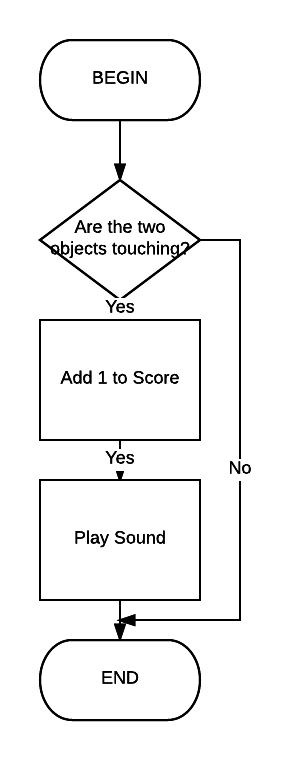 BEGIN
Are the two
objects touching?
Yes
Add 1 to Score
Yes
No
Play Sound
END